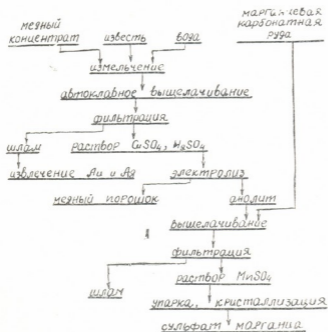 медный концентрат
известь
вода
марганцевая карбонатная руда
измельчение
автоклавное выщелачивание
фильтрация
шлам
раствор CuSO4, H2SO4
извлечение Au и Ag
электролиз
медный порошок
анолит
выщелачивание
фильтрация
шлам
раствор MnSO4
упарка, кристаллизация
сульфат марганца